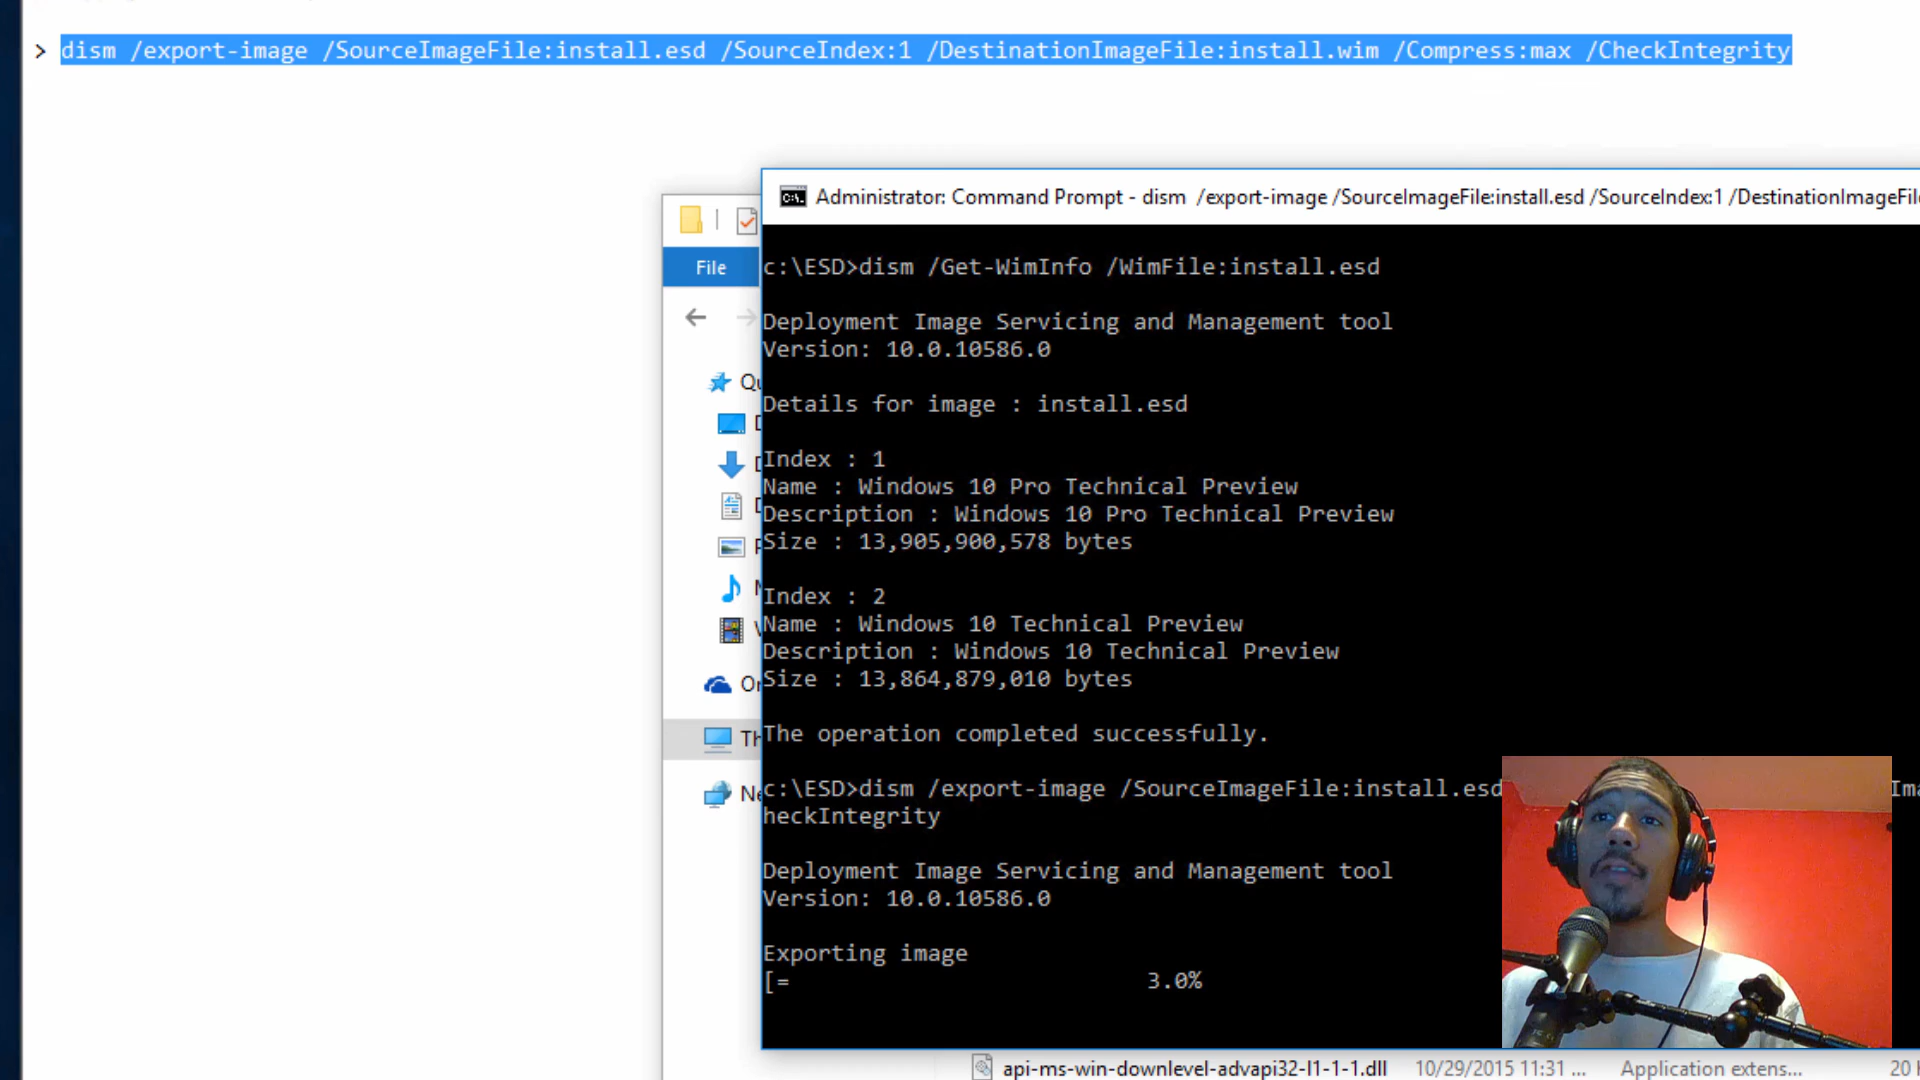 > dism /export-image /SourceImageFile:install.esd /SourceIndex:1 /DestinationImageFile:install.wim /Compress:max /CheckIntegrity
Administrator: Command Prompt - dism /export-image /SourceImageFile:install.esd /SourceIndex:1 /DestinationImageFil
File
c:\ESD>dism /Get-WimInfo /WimFile:install.esd
Deployment Image Servicing and Management tool
Version: 10.0.10586.0
Details for image : install.esd
Index : 1
Name : Windows 10 Pro Technical Preview
Description : Windows 10 Pro Technical Preview
Size : 13,905,900,578 bytes
Index : 2
Name : Windows 10 Technical Preview
Description : Windows 10 Technical Preview
Size : 13,864,879,010 bytes
The operation completed successfully.
c:\ESD>dism /export-image /SourceImageFile:install.esd
heckIntegrity
Deployment Image Servicing and Management tool
Version: 10.0.10586.0
Exporting image
[= 3.0%
api-ms-win-downlevel-advapi32-l1-1-1.dll 10/29/2015 11:31 ... Application extens... 20